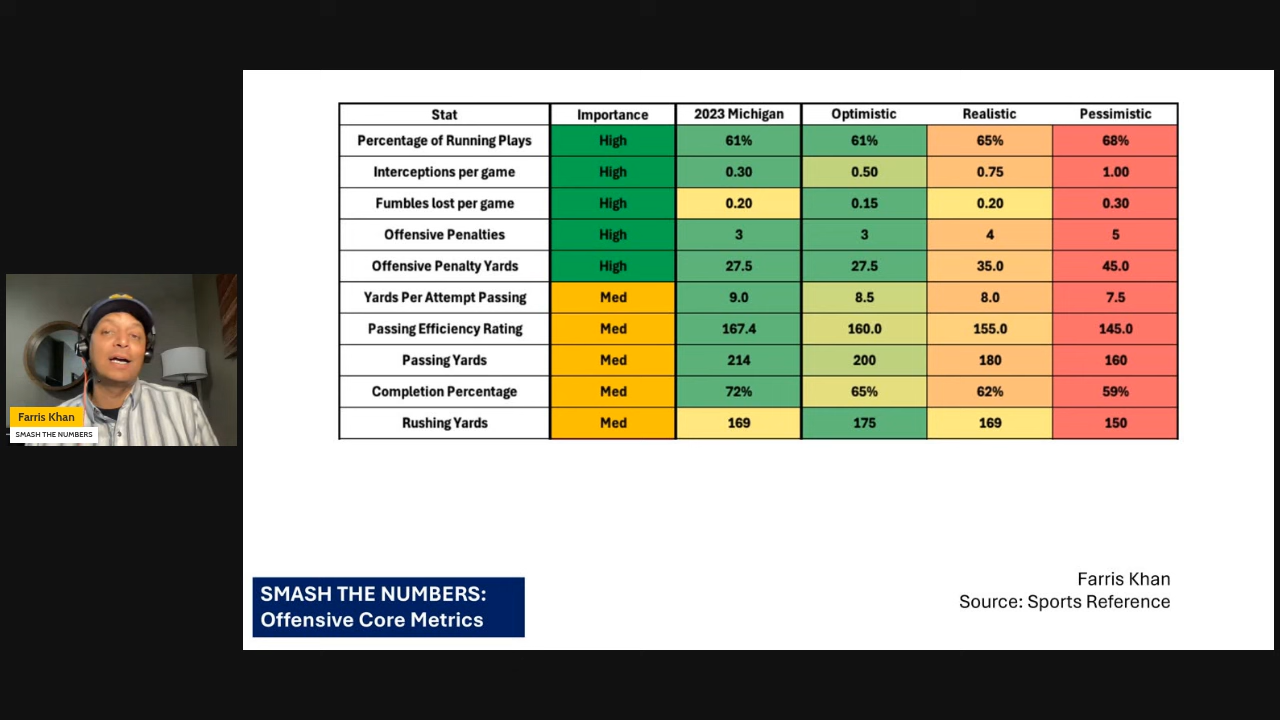 Stat Importance 2023 Michigan Optimistic Realistic Pessimistic
Percentage of Running Plays High 61% 61% 65% 68%
Interceptions per game High 0.30 0.50 0.75 1.00
Fumbles lost per game High 0.20 0.15 0.20 0.30
Offensive Penalties High 3 3 4 5
Offensive Penalty Yards High 27.5 27.5 35.0 45.0
Yards Per Attempt Passing Med 9.0 8.5 8.0 7.5
Passing Efficiency Rating Med 167.4 160.0 155.0 145.0
Passing Yards Med 214 200 180 160
Completion Percentage Med 72% 65% 62% 59%
Rushing Yards Med 169 175 169 150
Farris Khan
SMASH THE NUMBERS
SMASH THE NUMBERS:
Offensive Core Metrics
Farris Khan
Source: Sports Reference